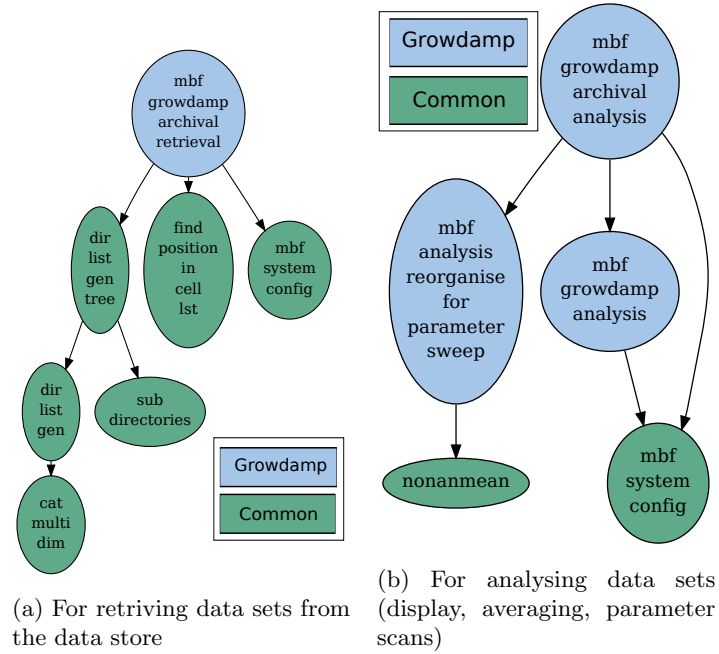 mbf
growdamp
archival
retrieval
dir
list
gen
tree
find
position
in
cell
lst
mbf
system
config
dir
list
gen
sub
directories
cat
multi
dim
Growdamp
Common
(a) For retriving data sets from
the data store
Growdamp
Common
mbf
growdamp
archival
analysis
mbf
analysis
reorganise
for
parameter
sweep
mbf
growdamp
analysis
nonanmean
mbf
system
config
(b) For analysing data sets
(display, averaging, parameter
scans)